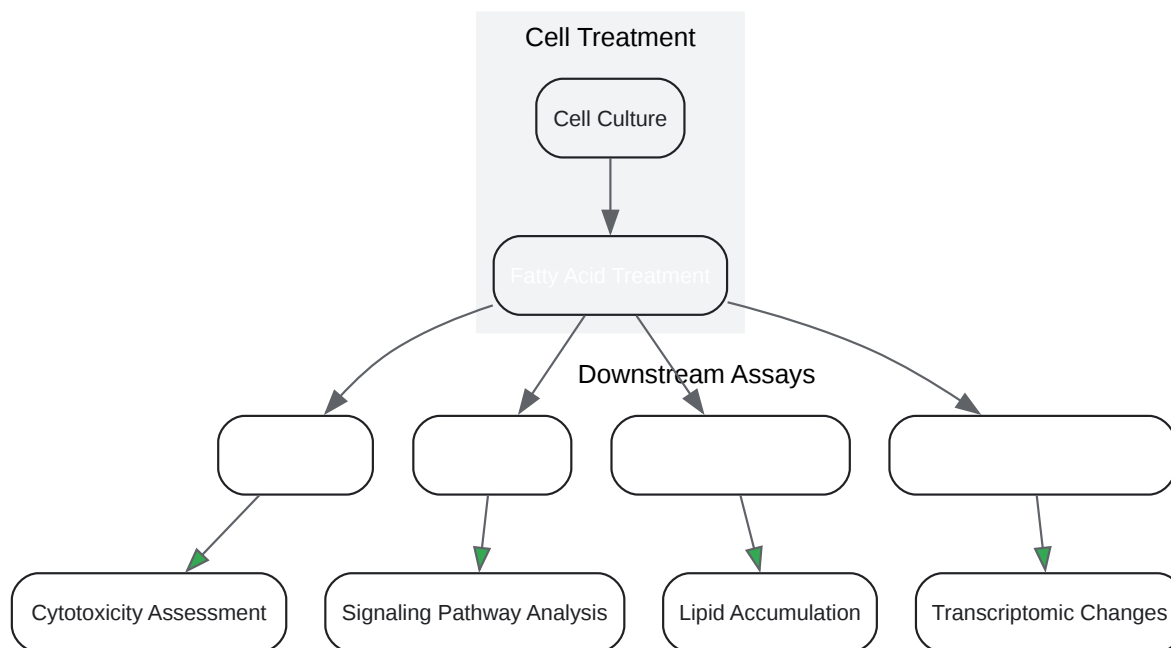 Cell Treatment
Cell Culture
Fatty Acid Treatment
Downstream Assays
Cytotoxicity Assessment
Signaling Pathway Analysis
Lipid Accumulation
Transcriptomic Changes